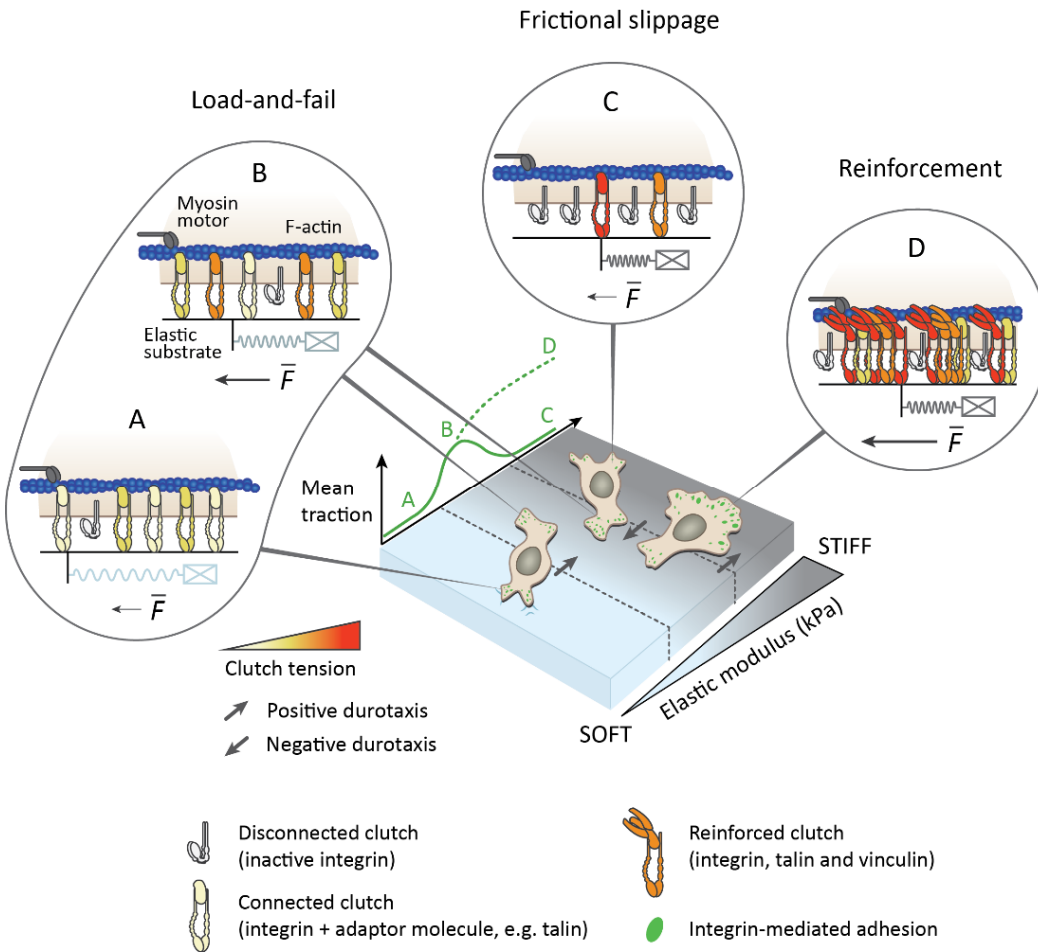 Frictional slippage
Load-and-fail
C
F̅
Reinforcement
B
Myosin
motor
F-actin
Elastic
substrate
F̅
D
F̅
A
F̅
D
B
C
A
Mean
traction
STIFF
Elastic modulus (kPa)
SOFT
Clutch tension
Positive durotaxis
Negative durotaxis
Disconnected clutch
(inactive integrin)
Connected clutch
(integrin + adaptor molecule, e.g. talin)
Reinforced clutch
(integrin, talin and vinculin)
Integrin-mediated adhesion